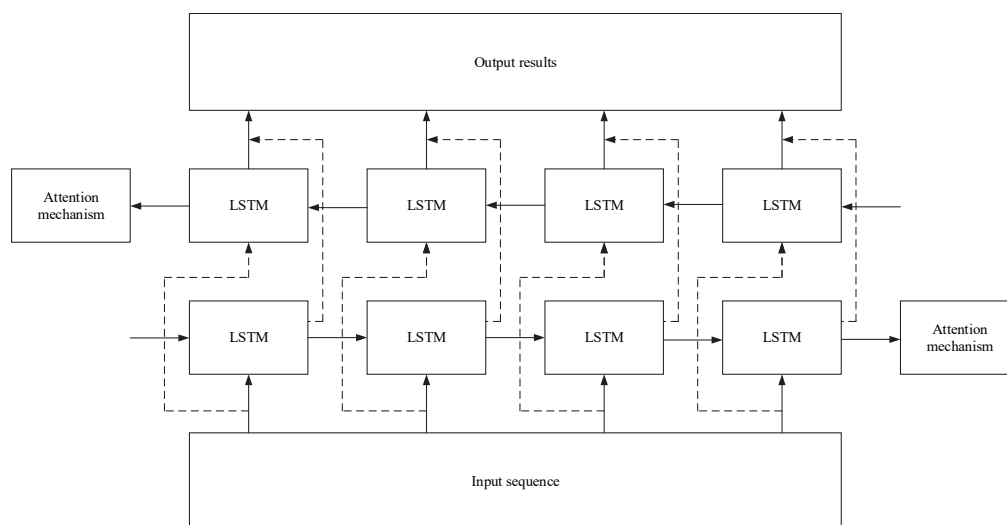 Output results
Attention
mechanism
LSTM
LSTM
LSTM
LSTM
LSTM
LSTM
LSTM
LSTM
Attention
mechanism
Input sequence